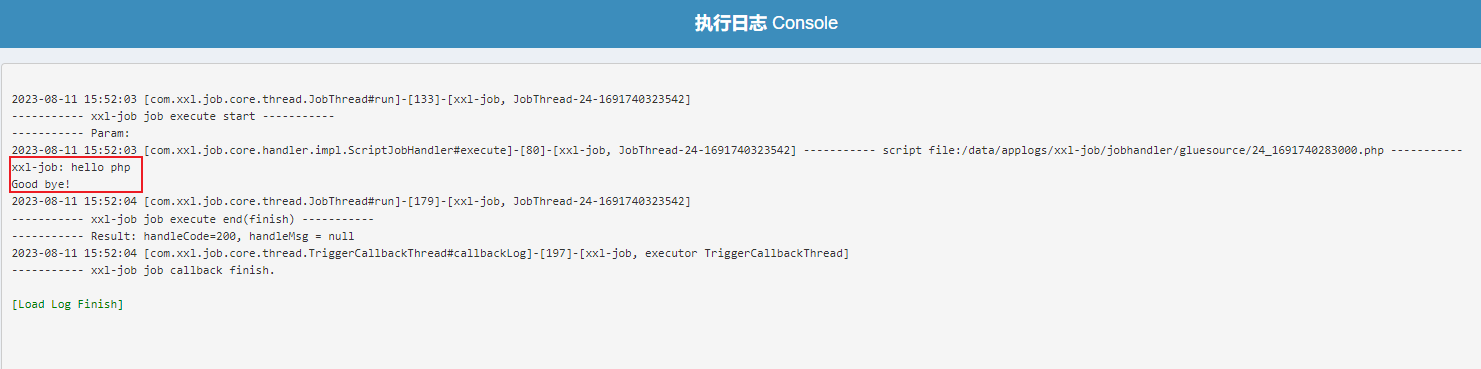 执行日志 Console
2023-08-11 15:52:03 [com.xxl.job.core.thread.JobThread#run]-[133]-[xxl-job, JobThread-24-1691740323542]
----------- xxl-job job execute start -----------
----------- Param:
2023-08-11 15:52:03 [com.xxl.job.core.handler.impl.ScriptJobHandler#execute]-[80]-[xxl-job, JobThread-24-1691740323542] ----------- script file:/data/applogs/xxl-job/jobhandler/gluesource/24_1691740283000.php -----------
xxl-job: hello php
Good bye!
2023-08-11 15:52:04 [com.xxl.job.core.thread.JobThread#run]-[179]-[xxl-job, JobThread-24-1691740323542]
----------- xxl-job job execute end(finish) -----------
----------- Result: handleCode=200, handleMsg = null
2023-08-11 15:52:04 [com.xxl.job.core.thread.TriggerCallbackThread#callbackLog]-[197]-[xxl-job, executor TriggerCallbackThread]
----------- xxl-job job callback finish.
[Load Log Finish]